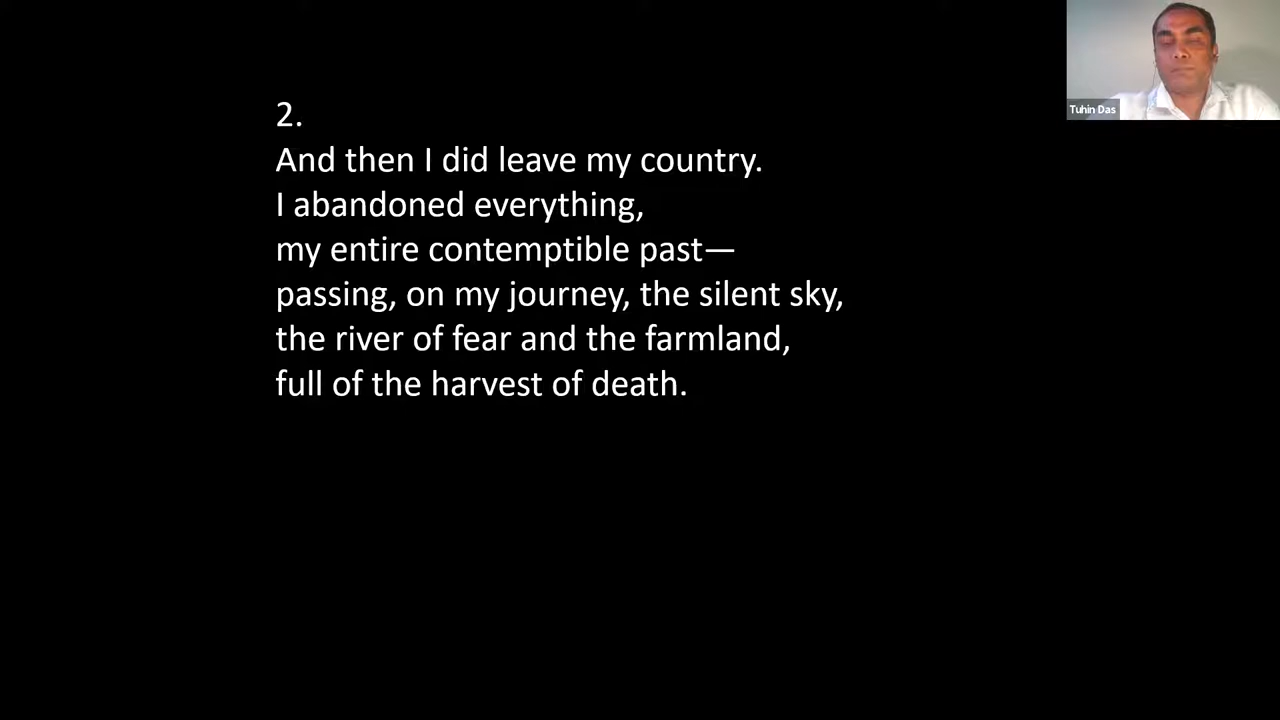 2.
And then I did leave my country.
I abandoned everything,
my entire contemptible past—
passing, on my journey, the silent sky,
the river of fear and the farmland,
full of the harvest of death.
Tuhin Das